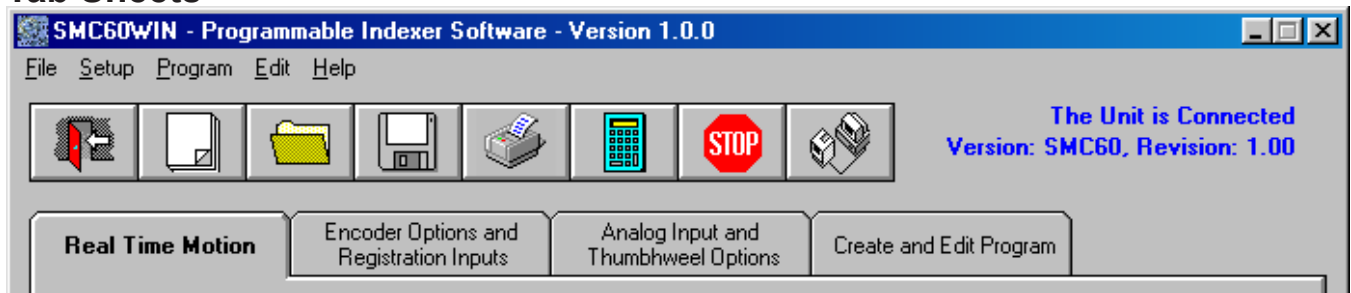 Tab Sheets
SMC60WIN - Programmable Indexer Software - Version 1.0.0
File Setup Program Edit Help
STOP
The Unit is Connected
Version: SMC60, Revision: 1.00
Real Time Motion
Encoder Options and
Registration Inputs
Analog Input and
Thumbhweel Options
Create and Edit Program